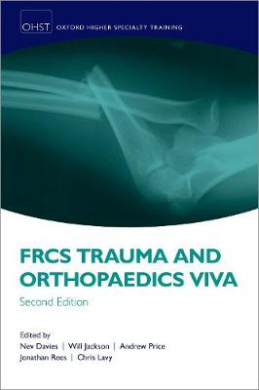 OHST OXFORD HIGHER SPECIALTY TRAINING
FRCS TRAUMA AND
ORTHOPAEDICS VIVA
Second Edition
Edited by
Nev Davies | Will Jackson | Andrew Price
Jonathan Rees | Chris Lavy